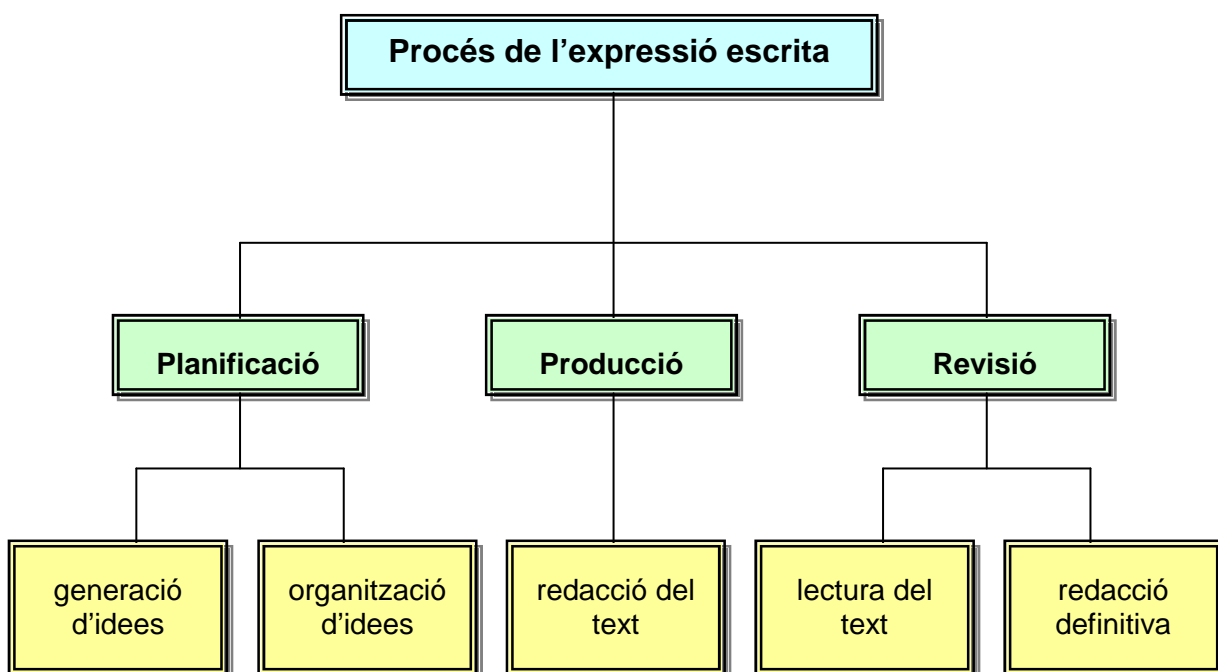 Procés de l’expressió escrita
Planificació
Producció
Revisió
generació
d’idees
organització
d’idees
redacció del
text
lectura del
text
redacció
definitiva